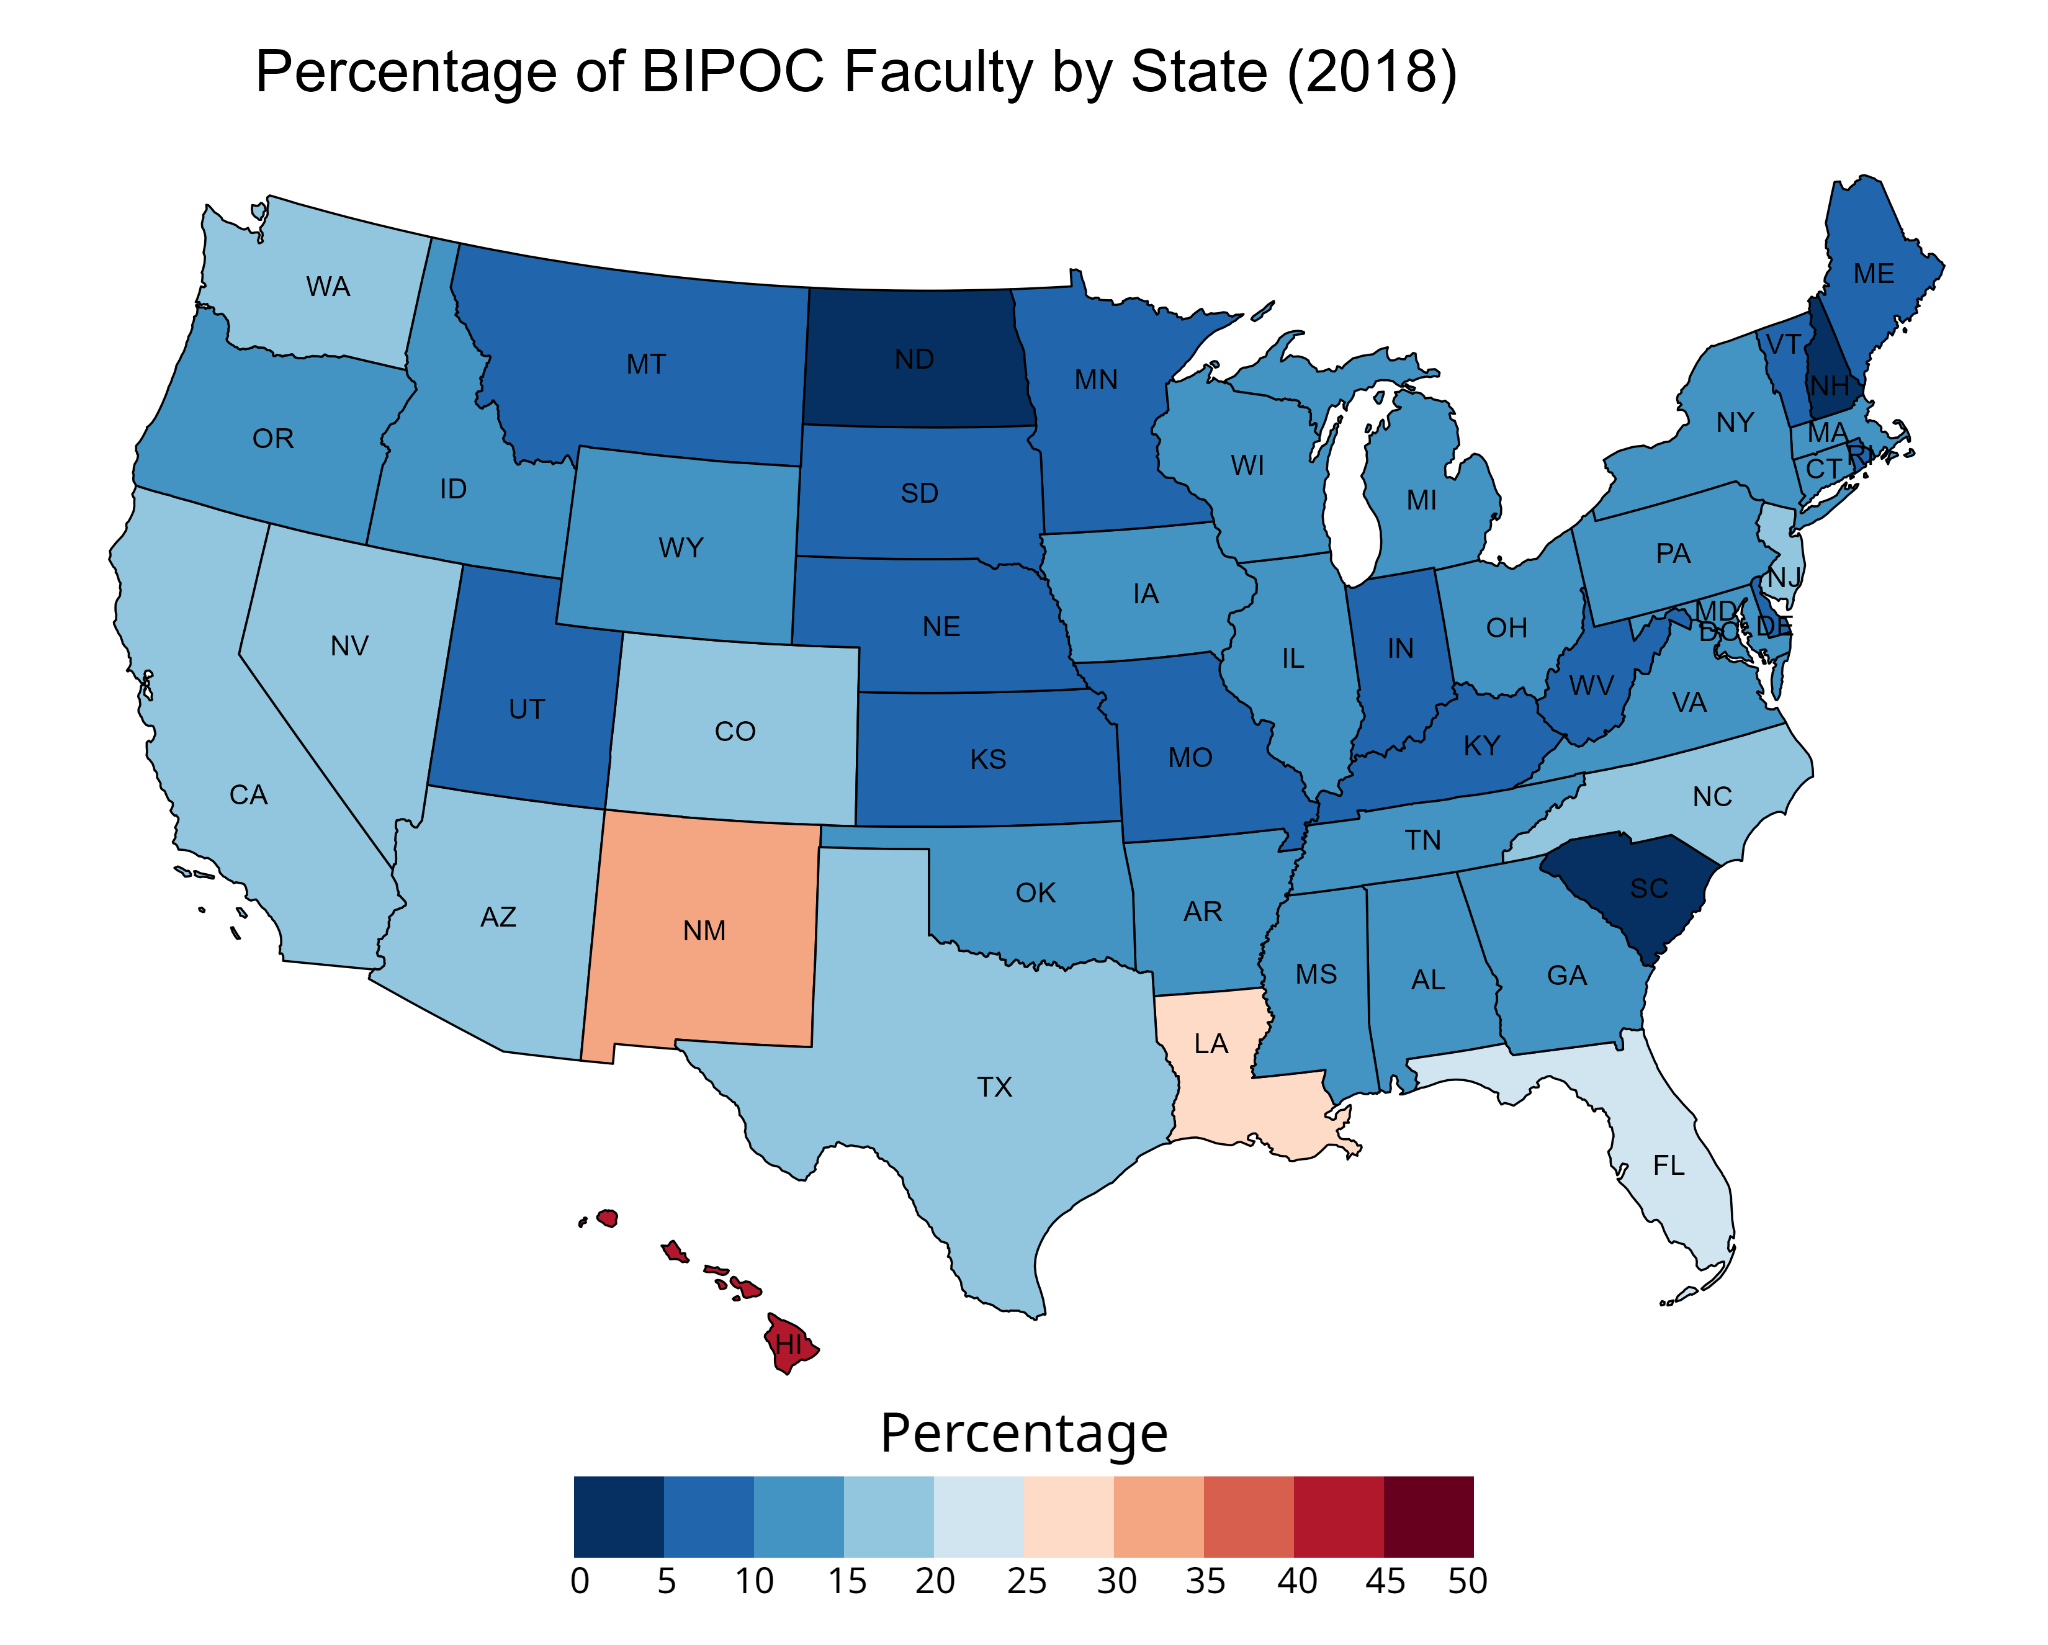 Percentage of BIPOC Faculty by State (2018)
ME
WA
VT
ND
MT
MN
NH
NY
MA
OR
RI
WI
CT
ID
SD
MI
WY
PA
NJ
IA
MD
NE
OH
DE
DC
NV
IN
IL
WV
VA
UT
CO
KY
KS
MO
CA
NC
TN
SC
OK
AR
AZ
NM
MS
GA
AL
LA
TX
FL
HI
Percentage
0 5 10 15 20 25 30 35 40 45 50